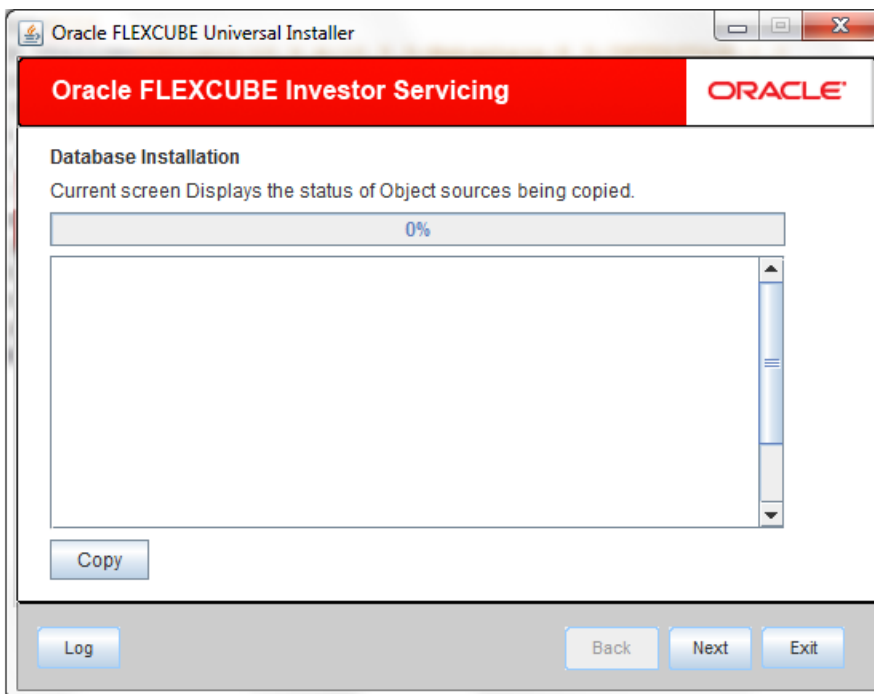 Oracle FLEXCUBE Universal Installer
Oracle FLEXCUBE Investor Servicing ORACLE®
Database Installation
Current screen Displays the status of Object sources being copied.
0%
Copy
Log Back Next Exit